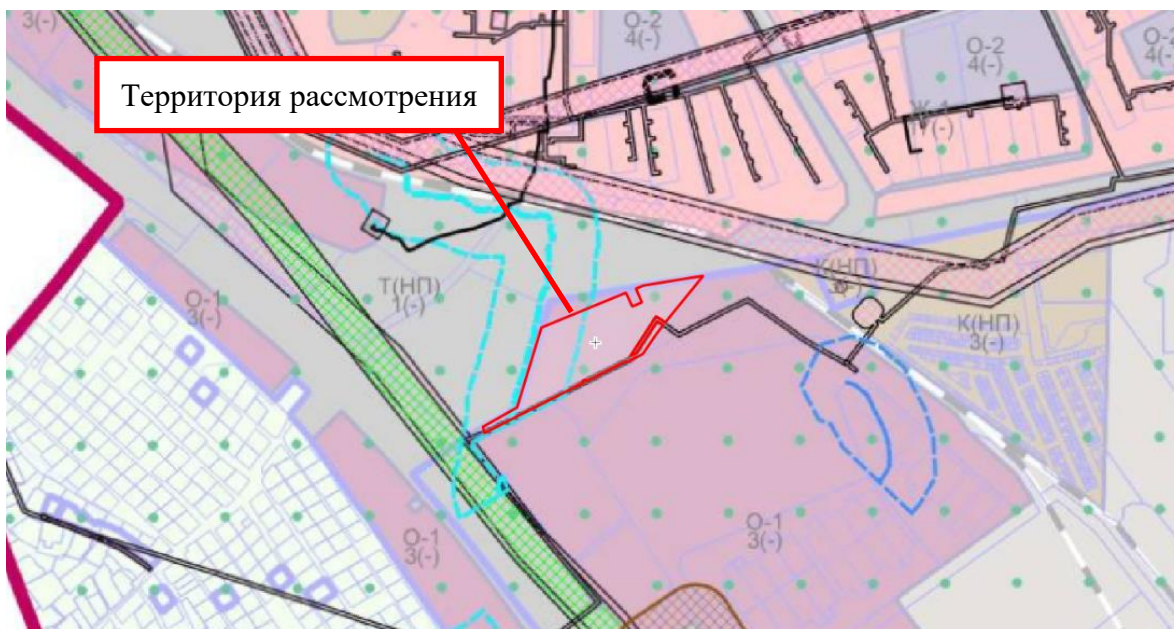 3(-)
О-2
4(-)
О-2
4(-)
Территория рассмотрения
Ж-1
Т(НП)
1(-)
К(НП)
О-1
3(-)
К(НП)
3(-)
О-1
3(-)
О-1
3(-)